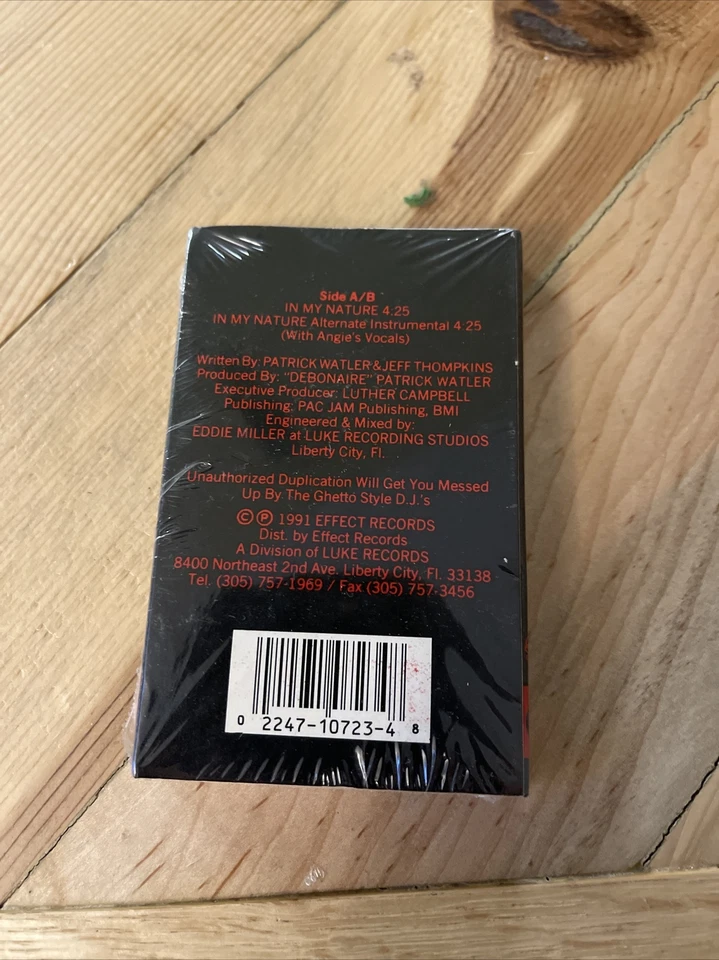 Side A/B
IN MY NATURE 4:25
IN MY NATURE Alternate Instrumental 4:25
(With Angie's Vocals)
Written By: PATRICK WATLER & JEFF THOMPKINS
Produced By: "DEBONAIRE" PATRICK WATLER
Executive Producer: LUTHER CAMPBELL
Publishing: PAC JAM Publishing, BMI
Engineered & Mixed by:
EDDIE MILLER at LUKE RECORDING STUDIOS
Liberty City, Fl.
Unauthorized Duplication Will Get You Messed
Up By The Ghetto Style D.J.'s
© ℗ 1991 EFFECT RECORDS
Dist. by Effect Records
A Division of LUKE RECORDS
8400 Northeast 2nd Ave. Liberty City, Fl. 33138
Tel. (305) 757-1969 / Fax (305) 757-3456
0 2247-10723-4 8